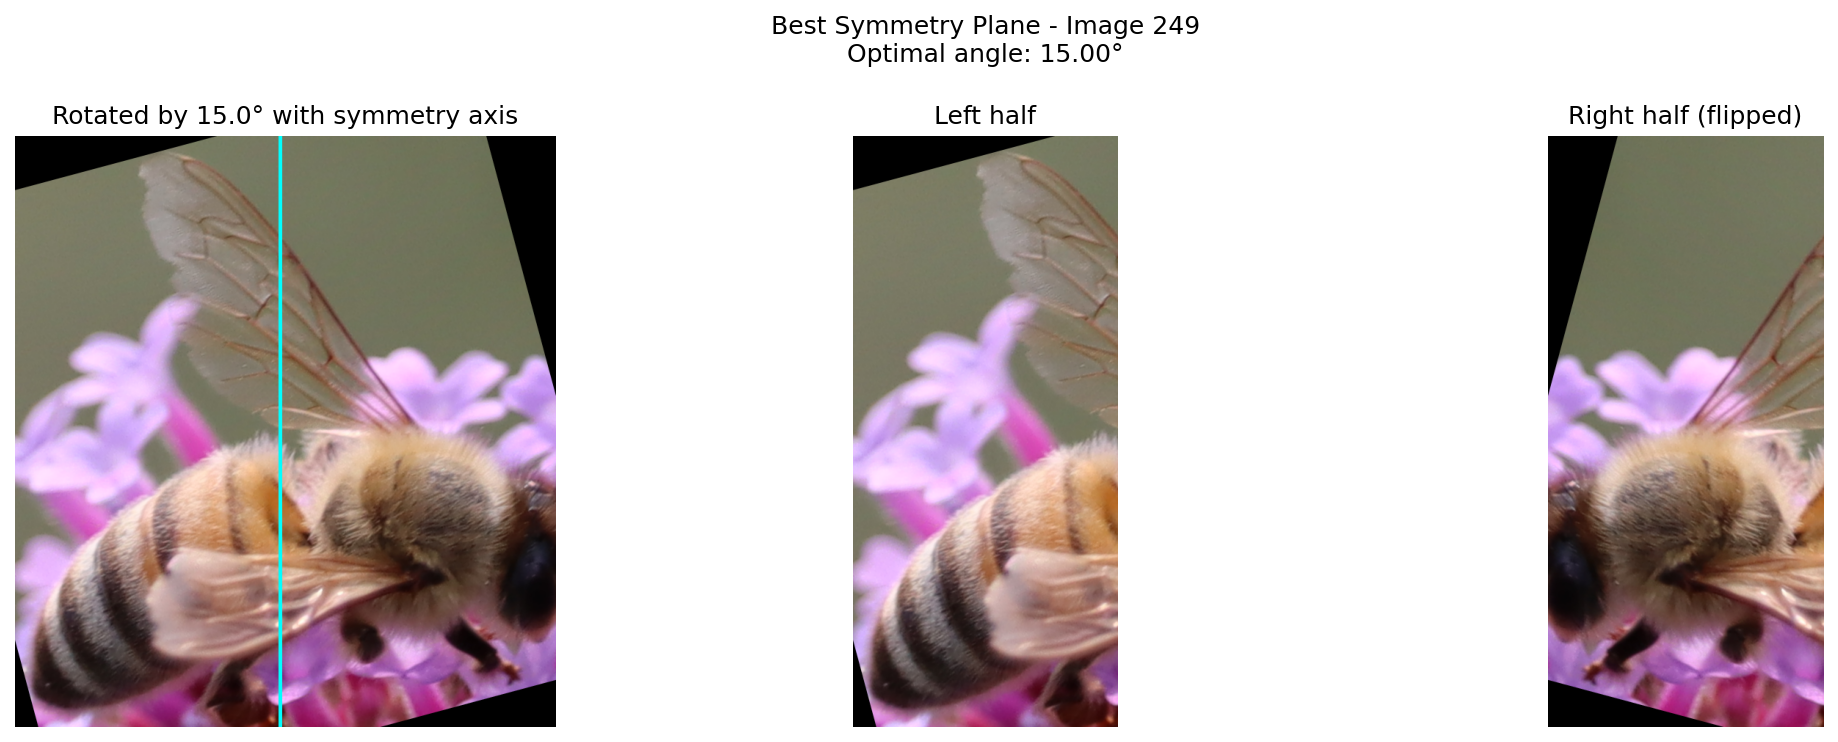 Best Symmetry Plane - Image 249
Optimal angle: 15.00°
Rotated by 15.0° with symmetry axis
Left half
Right half (flipped)